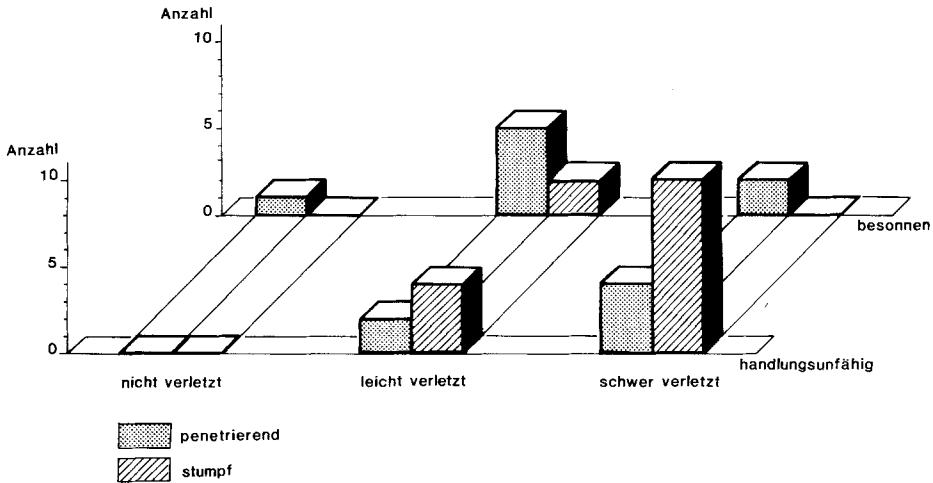 Anzahl
10
5
0
Anzahl
10
5
0
besonnen
handlungsunfähig
nicht verletzt
leicht verletzt
schwer verletzt
penetrierend
stumpf